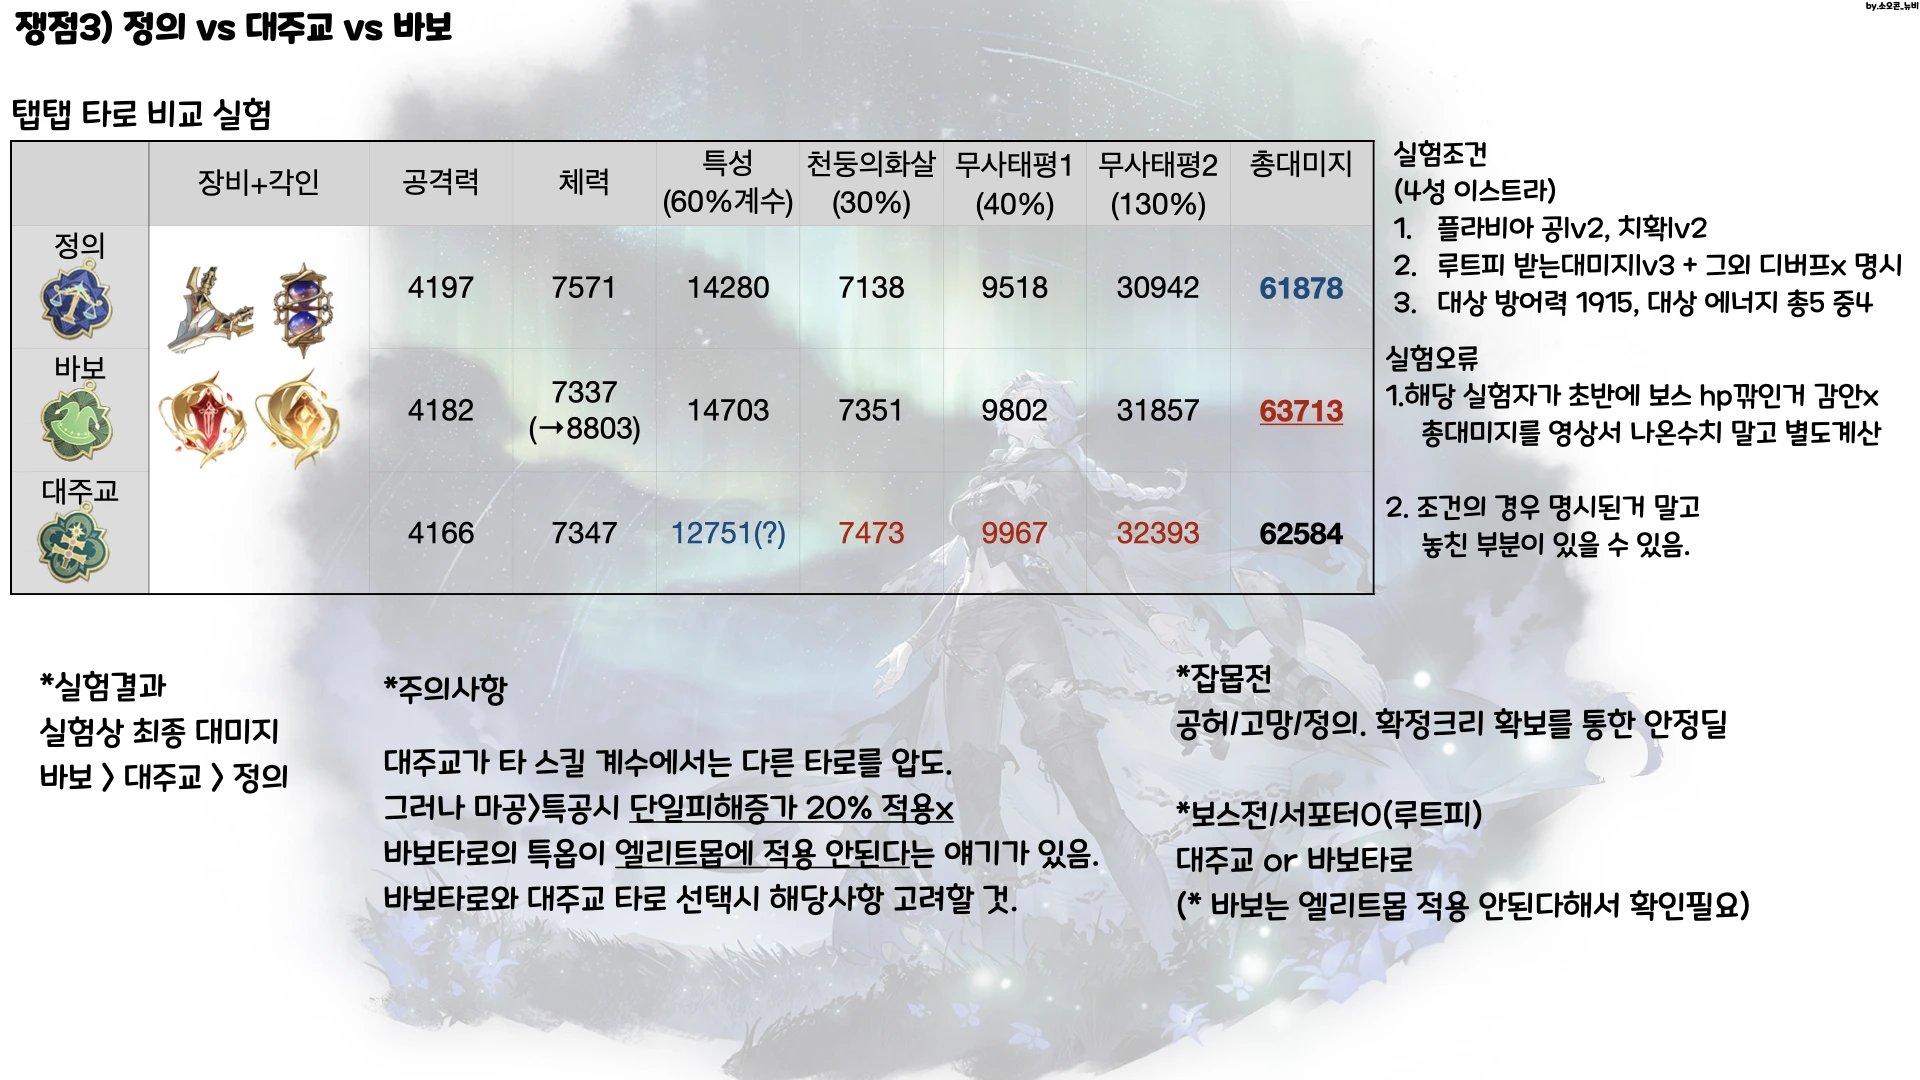 by.소오콘_뉴비
쟁점3) 정의 vs 대주교 vs 바보
탭탭 타로 비교 실험
장비+각인 공격력 체력 특성 (60%계수) 천둥의화살 (30%) 무사태평1 (40%) 무사태평2 (130%) 총대미지
정의 4197 7571 14280 7138 9518 30942 61878
바보 4182 7337 (→8803) 14703 7351 9802 31857 63713
대주교 4166 7347 12751(?) 7473 9967 32393 62584
실험조건
(4성 이스트라)
1. 플라비아 공lv2, 치확lv2
2. 루트피 받는대미지lv3 + 그외 디버프x 명시
3. 대상 방어력 1915, 대상 에너지 총5 중4
실험오류
1.해당 실험자가 초반에 보스 hp깎인거 감안x
총대미지를 영상서 나온수치 말고 별도계산
2. 조건의 경우 명시된거 말고
놓친 부분이 있을 수 있음.
*실험결과
실험상 최종 대미지
바보 > 대주교 > 정의
*주의사항
대주교가 타 스킬 계수에서는 다른 타로를 압도.
그러나 마공>특공시 단일피해증가 20% 적용x
바보타로의 특옵이 엘리트몹에 적용 안된다는 얘기가 있음.
바보타로와 대주교 타로 선택시 해당사항 고려할 것.
*잡몹전
공허/고망/정의. 확정크리 확보를 통한 안정딜
*보스전/서포터O(루트피)
대주교 or 바보타로
(* 바보는 엘리트몹 적용 안된다해서 확인필요)